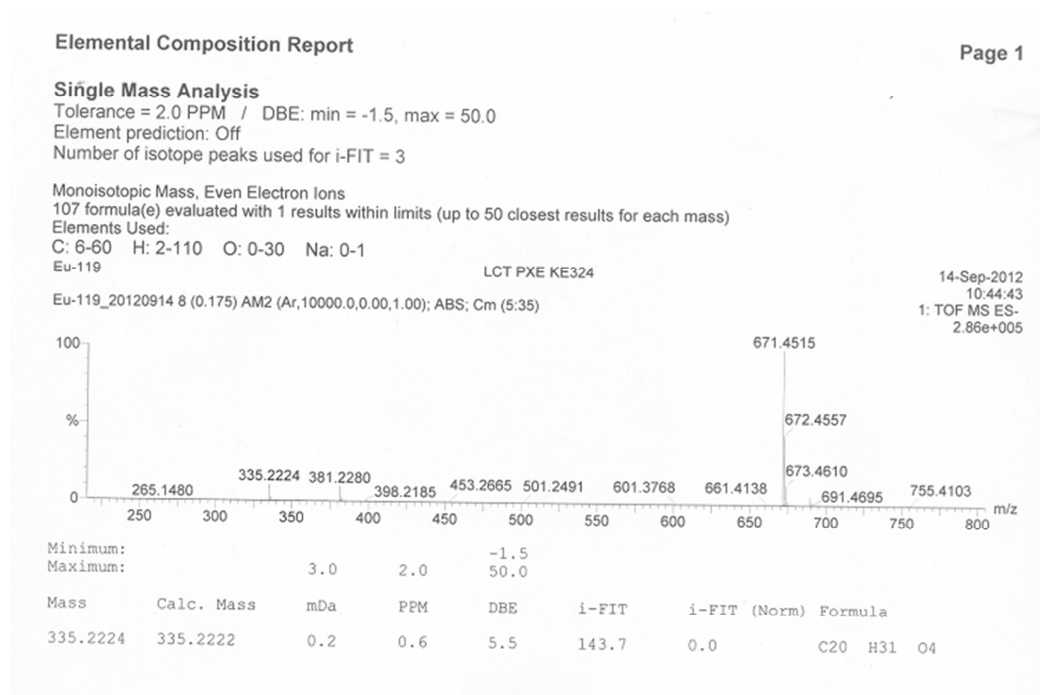 Elemental Composition Report
Page 1
Single Mass Analysis
Tolerance = 2.0 PPM / DBE: min = -1.5, max = 50.0
Element prediction: Off
Number of isotope peaks used for i-FIT = 3
Monoisotopic Mass, Even Electron Ions
107 formula(e) evaluated with 1 results within limits (up to 50 closest results for each mass)
Elements Used:
C: 6-60 H: 2-110 O: 0-30 Na: 0-1
Eu-119
LCT PXE KE324
14-Sep-2012
10:44:43
Eu-119_20120914 8 (0.175) AM2 (Ar,10000.0,0.00,1.00); ABS; Cm (5:35)
1: TOF MS ES-
2.86e+005
100
671.4515
%
672.4557
335.2224 381.2280
673.4610
265.1480 398.2185 453.2665 501.2491 601.3768 661.4138 691.4695 755.4103
0
m/z
250 300 350 400 450 500 550 600 650 700 750 800
Minimum: -1.5
Maximum: 3.0 2.0 50.0
Mass Calc. Mass mDa PPM DBE i-FIT i-FIT (Norm) Formula
335.2224 335.2222 0.2 0.6 5.5 143.7 0.0 C20 H31 O4